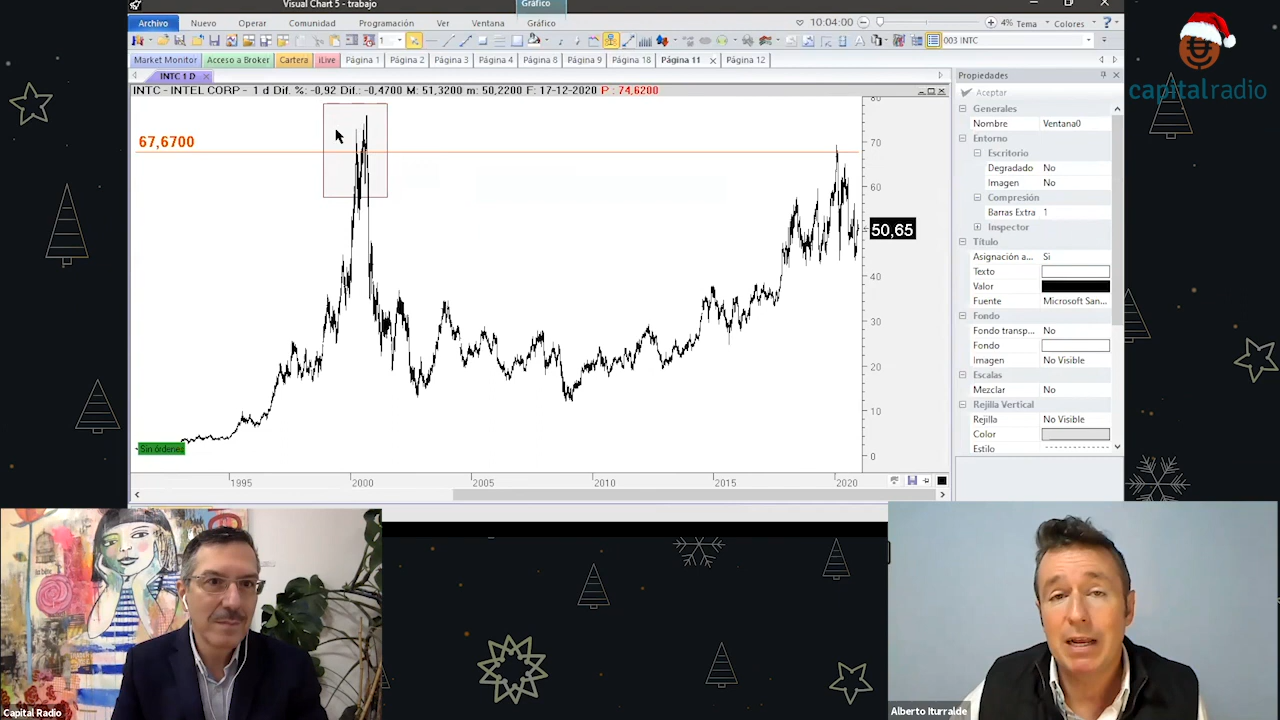 Visual Chart 5 - trabajo
Gráfico
Archivo
Nuevo
Operar
Comunidad
Programación
Ver
Ventana
Gráfico
10:04:00
4%
Tema
Colores
003 INTC
Market Monitor
Acceso a Broker
Cartera
iLive
Página 1
Página 2
Página 3
Página 4
Página 8
Página 9
Página 18
Página 11
Página 12
INTC 1 D
INTC - INTEL CORP - 1 d Dif. %: -0,92 Dif.: -0,4700 M: 51,3200 m: 50,2200 F: 17-12-2020 P : 74,6200
67,6700
80
70
60
50,65
40
30
20
10
0
Sin órdenes
1995
2000
2005
2010
2015
2020
Propiedades
Aceptar
Generales
Nombre Ventana0
Entorno
Escritorio
Degradado No
Imagen No
Compresión
Barras Extra 1
Inspector
Título
Asignación a... Si
Texto
Valor
Fuente Microsoft San...
Fondo
Fondo transp... No
Fondo
Imagen No Visible
Escalas
Mezclar No
Rejilla Vertical
Rejilla No Visible
Color
Estilo
capitalradio
Capital Radio
Alberto Iturralde